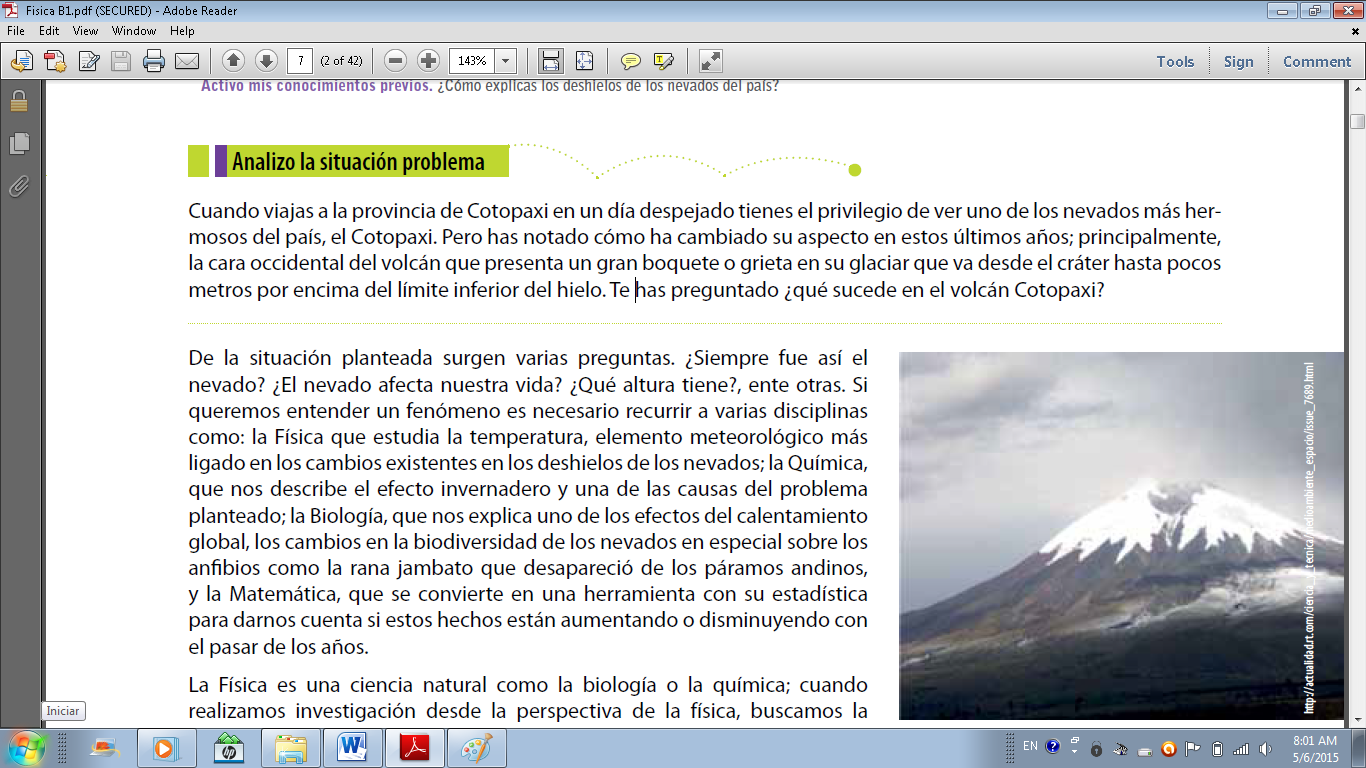 Fisica B1.pdf (SECURED) - Adobe Reader
File Edit View Window Help
7 (2 of 42) 143% Tools Sign Comment
Activo mis conocimientos previos. ¿Cómo explicas los deshielos de los nevados del país?
Analizo la situación problema
Cuando viajas a la provincia de Cotopaxi en un día despejado tienes el privilegio de ver uno de los nevados más her-
mosos del país, el Cotopaxi. Pero has notado cómo ha cambiado su aspecto en estos últimos años; principalmente,
la cara occidental del volcán que presenta un gran boquete o grieta en su glaciar que va desde el cráter hasta pocos
metros por encima del límite inferior del hielo. Te has preguntado ¿qué sucede en el volcán Cotopaxi?
De la situación planteada surgen varias preguntas. ¿Siempre fue así el
nevado? ¿El nevado afecta nuestra vida? ¿Qué altura tiene?, ente otras. Si
queremos entender un fenómeno es necesario recurrir a varias disciplinas
como: la Física que estudia la temperatura, elemento meteorológico más
ligado en los cambios existentes en los deshielos de los nevados; la Química,
que nos describe el efecto invernadero y una de las causas del problema
planteado; la Biología, que nos explica uno de los efectos del calentamiento
global, los cambios en la biodiversidad de los nevados en especial sobre los
anfibios como la rana jambato que desapareció de los páramos andinos,
y la Matemática, que se convierte en una herramienta con su estadística
para darnos cuenta si estos hechos están aumentando o disminuyendo con
el pasar de los años.
La Física es una ciencia natural como la biología o la química; cuando
realizamos investigación desde la perspectiva de la física, buscamos la
http://actualidad.rt.com/ciencia_y_tecnica/medioambiente_espacio/issue_7689.html
Iniciar
hp
EN
8:01 AM
5/6/2015